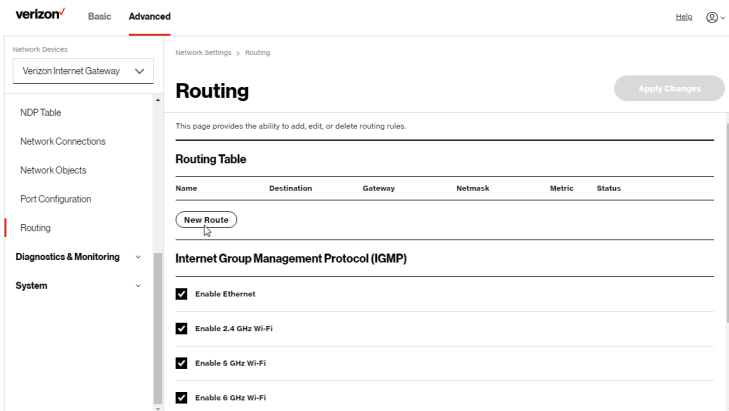 verizon
Basic
Advanced
Help
Network Devices
Verizon Internet Gateway
NDP Table
Network Connections
Network Objects
Port Configuration
Routing
Diagnostics & Monitoring
System
Network Settings > Routing
Routing
Apply Changes
This page provides the ability to add, edit, or delete routing rules.
Routing Table
Name Destination Gateway Netmask Metric Status
New Route
Internet Group Management Protocol (IGMP)
Enable Ethernet
Enable 2.4 GHz Wi-Fi
Enable 5 GHz Wi-Fi
Enable 6 GHz Wi-Fi